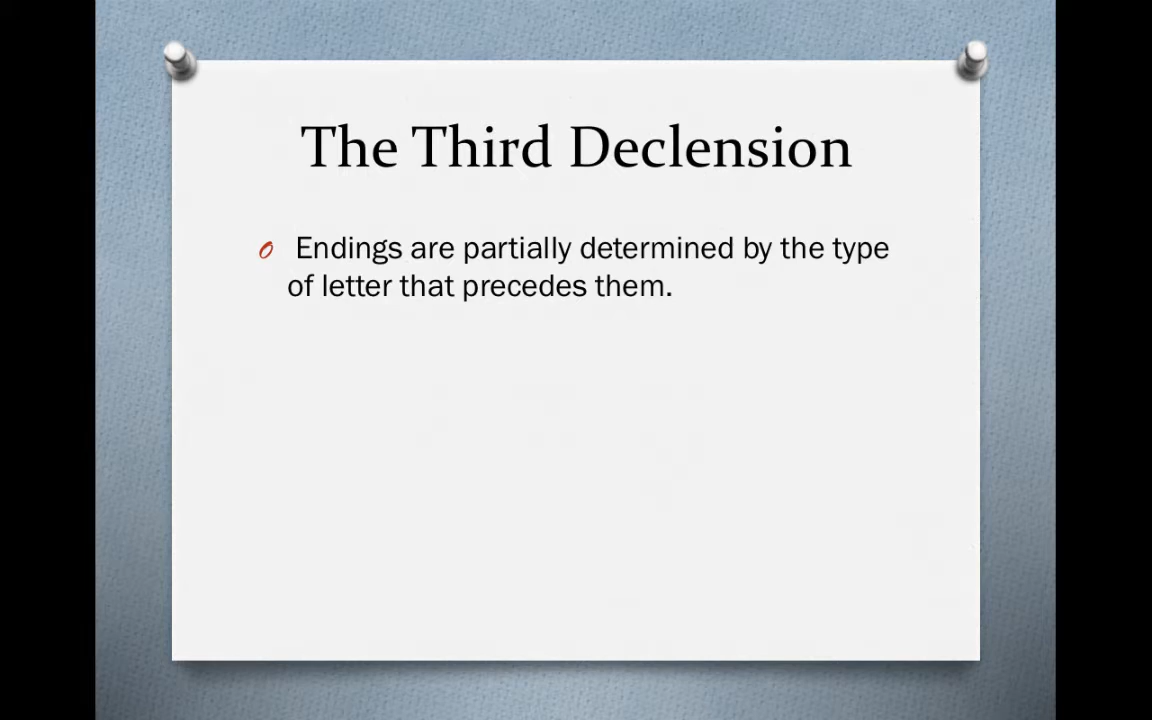 The Third Declension
Endings are partially determined by the type
of letter that precedes them.